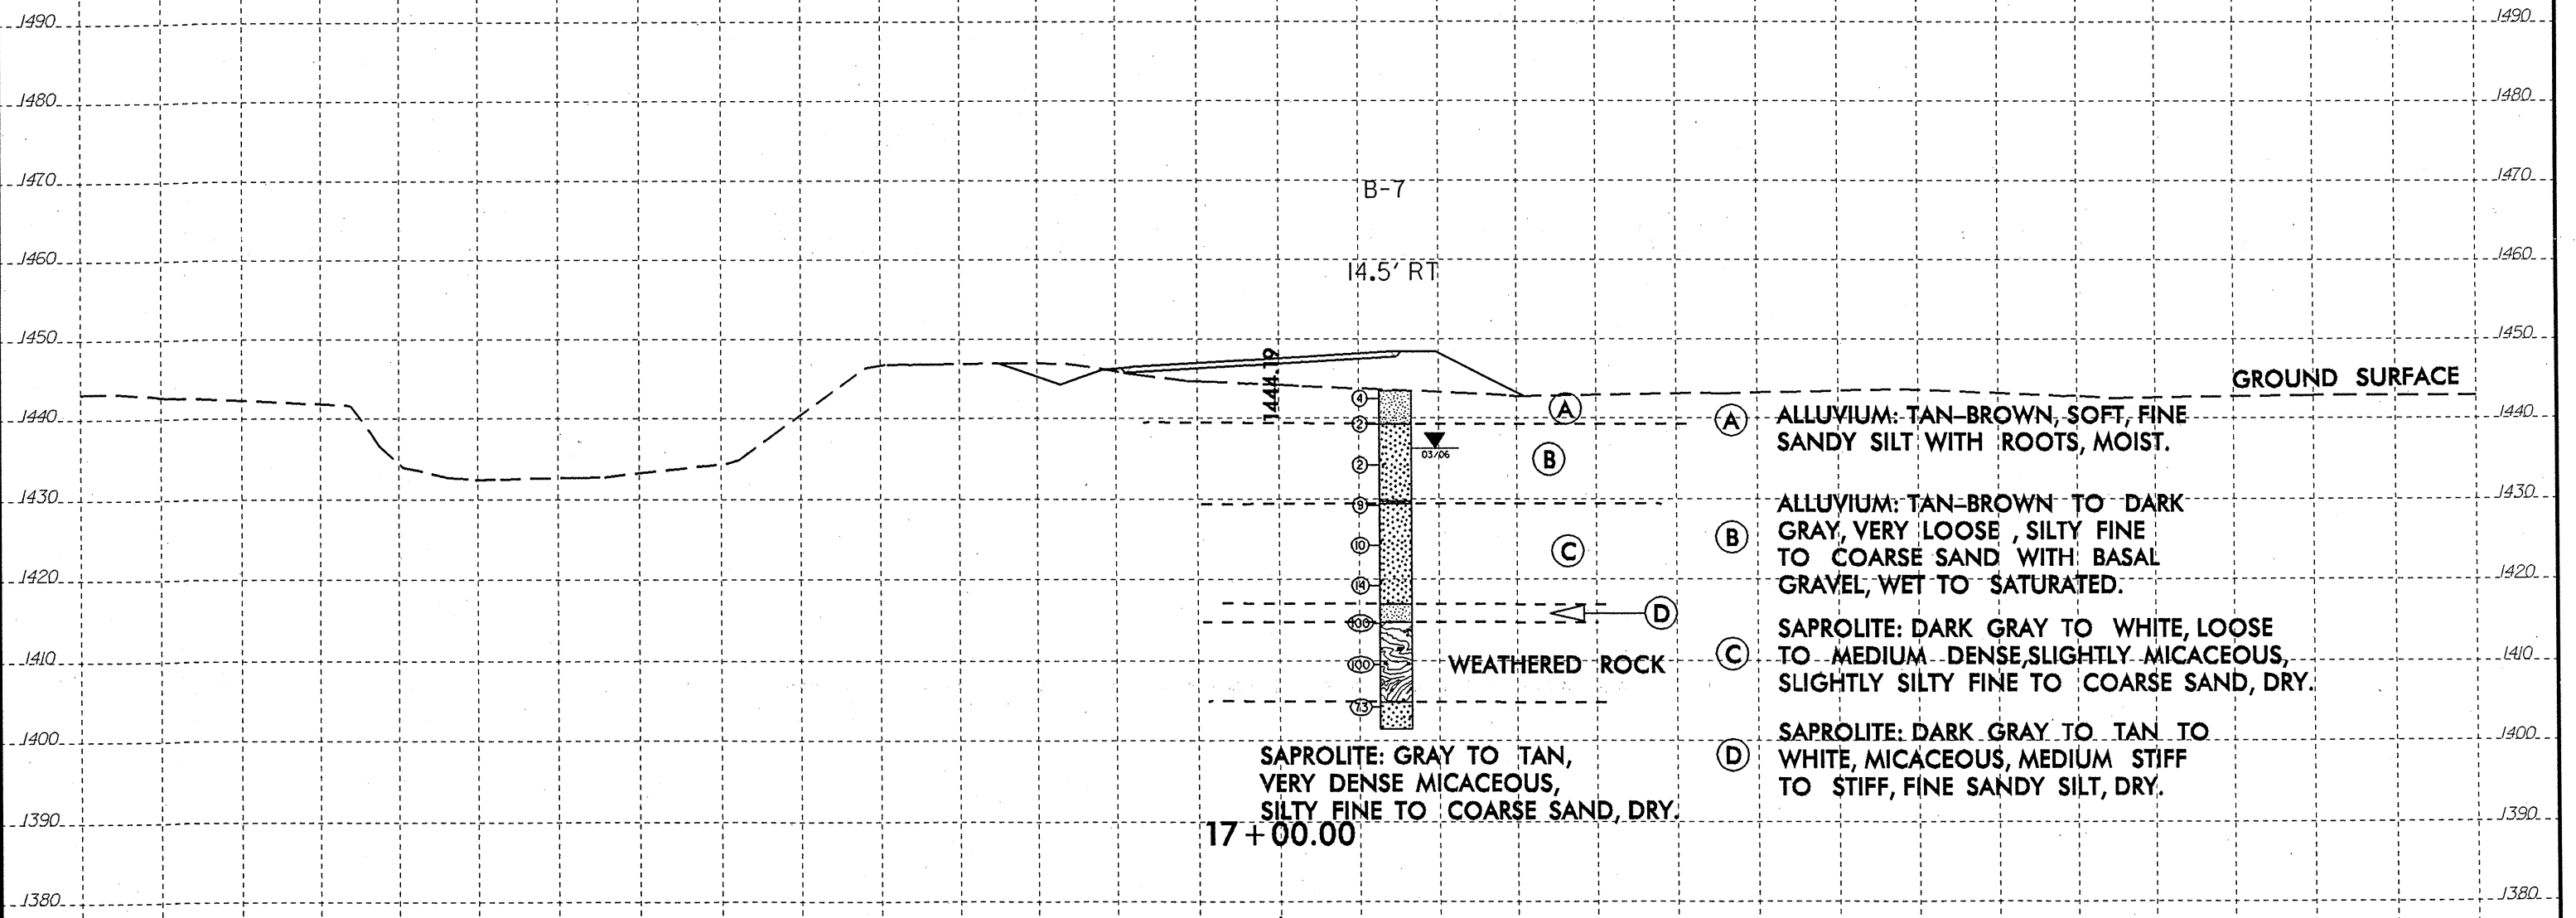 1490 1490
1480 1480
1470 1470
B-7
1460 1460
14.5' RT
1450 1450
1444.19
GROUND SURFACE
1440 1440
4
2
2
9
10
14
100
100
73
03/06
A
B
C
D
WEATHERED ROCK
A ALLUVIUM: TAN-BROWN, SOFT, FINE
SANDY SILT WITH ROOTS, MOIST.
1430 1430
B ALLUVIUM: TAN-BROWN TO DARK
GRAY, VERY LOOSE , SILTY FINE
TO COARSE SAND WITH BASAL
GRAVEL, WET TO SATURATED.
1420 1420
C SAPROLITE: DARK GRAY TO WHITE, LOOSE
TO MEDIUM DENSE,SLIGHTLY MICACEOUS,
SLIGHTLY SILTY FINE TO COARSE SAND, DRY.
1410 1410
D SAPROLITE: DARK GRAY TO TAN TO
WHITE, MICACEOUS, MEDIUM STIFF
TO STIFF, FINE SANDY SILT, DRY.
1400 1400
SAPROLITE: GRAY TO TAN,
VERY DENSE MICACEOUS,
SILTY FINE TO COARSE SAND, DRY.
1390 1390
17+00.00
1380 1380